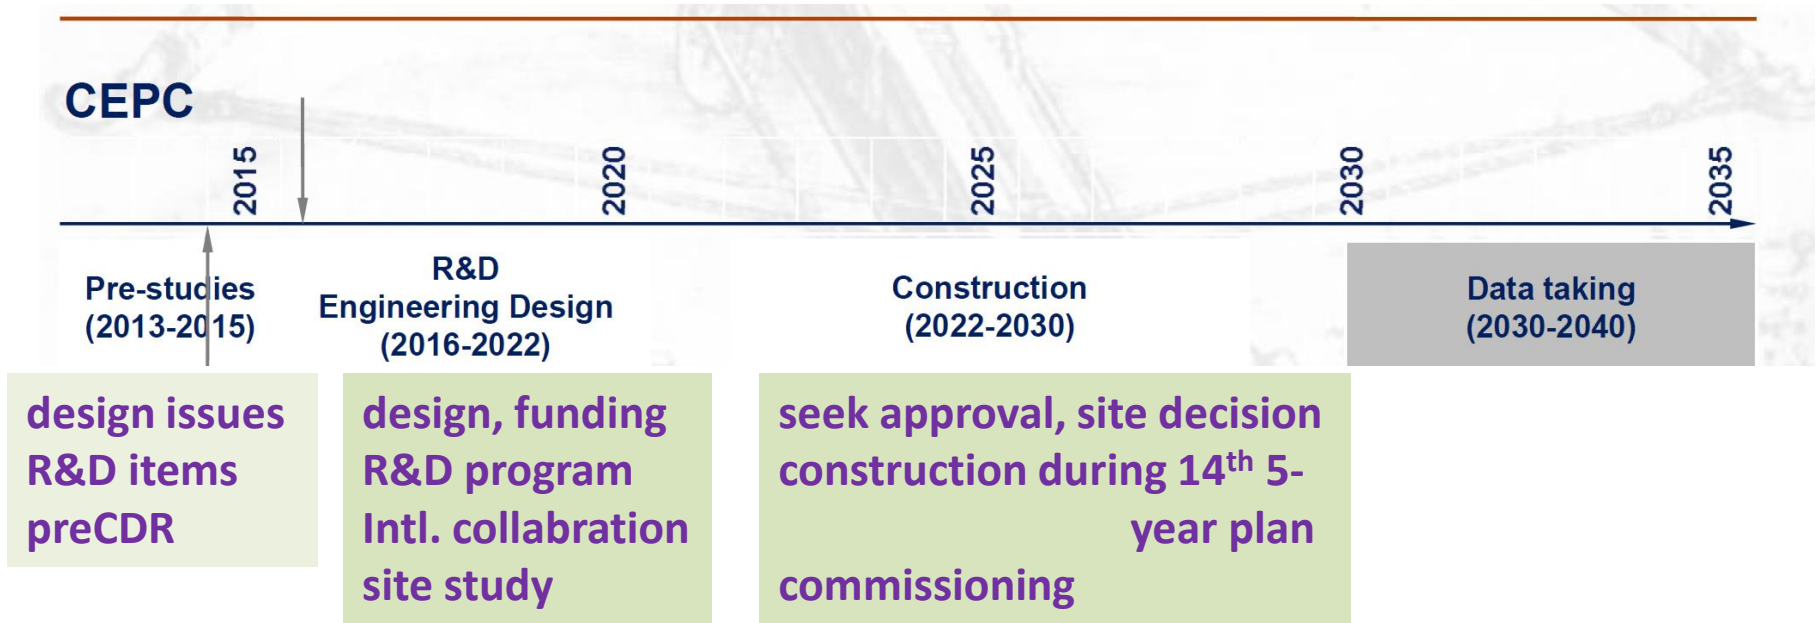 CEPC
2015
2020
2025
2030
2035
Pre-studies
(2013-2015)
R&D
Engineering Design
(2016-2022)
Construction
(2022-2030)
Data taking
(2030-2040)
design issues
R&D items
preCDR
design, funding
R&D program
Intl. collabration
site study
seek approval, site decision
construction during 14th 5-
year plan
commissioning